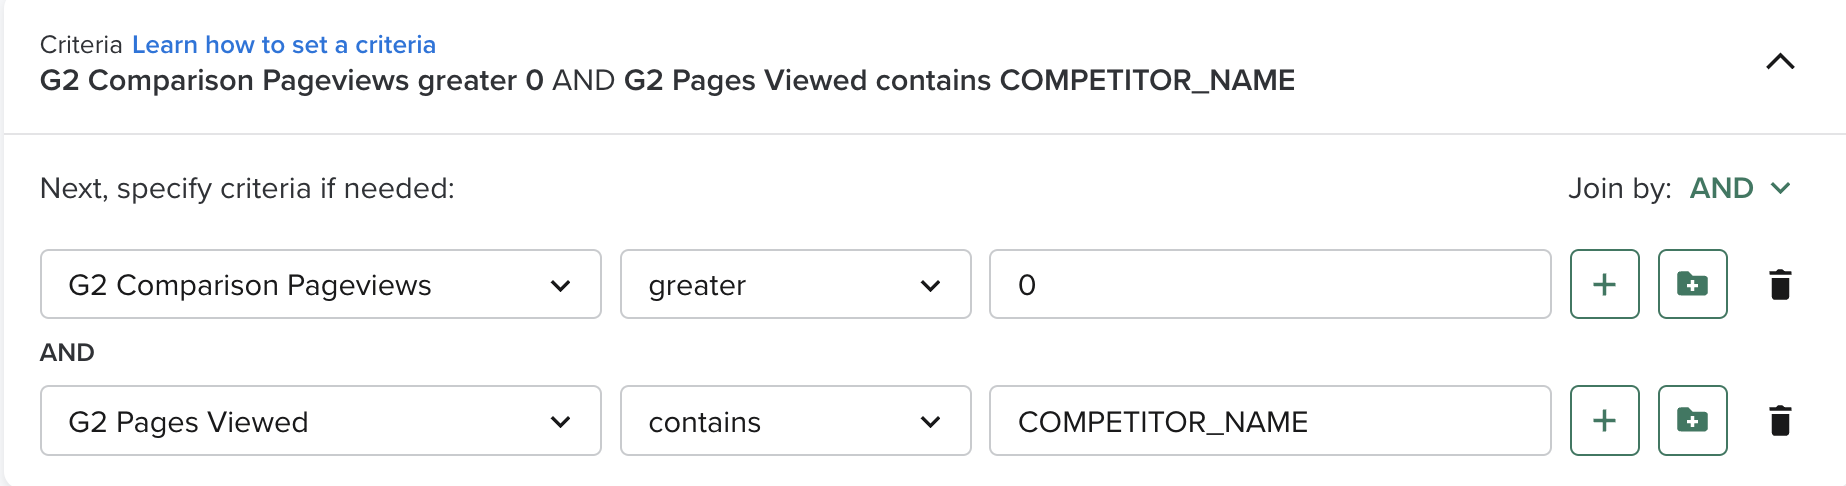 Criteria Learn how to set a criteria
G2 Comparison Pageviews greater 0 AND G2 Pages Viewed contains COMPETITOR_NAME
Next, specify criteria if needed:
Join by: AND
G2 Comparison Pageviews
greater
0
AND
G2 Pages Viewed
contains
COMPETITOR_NAME